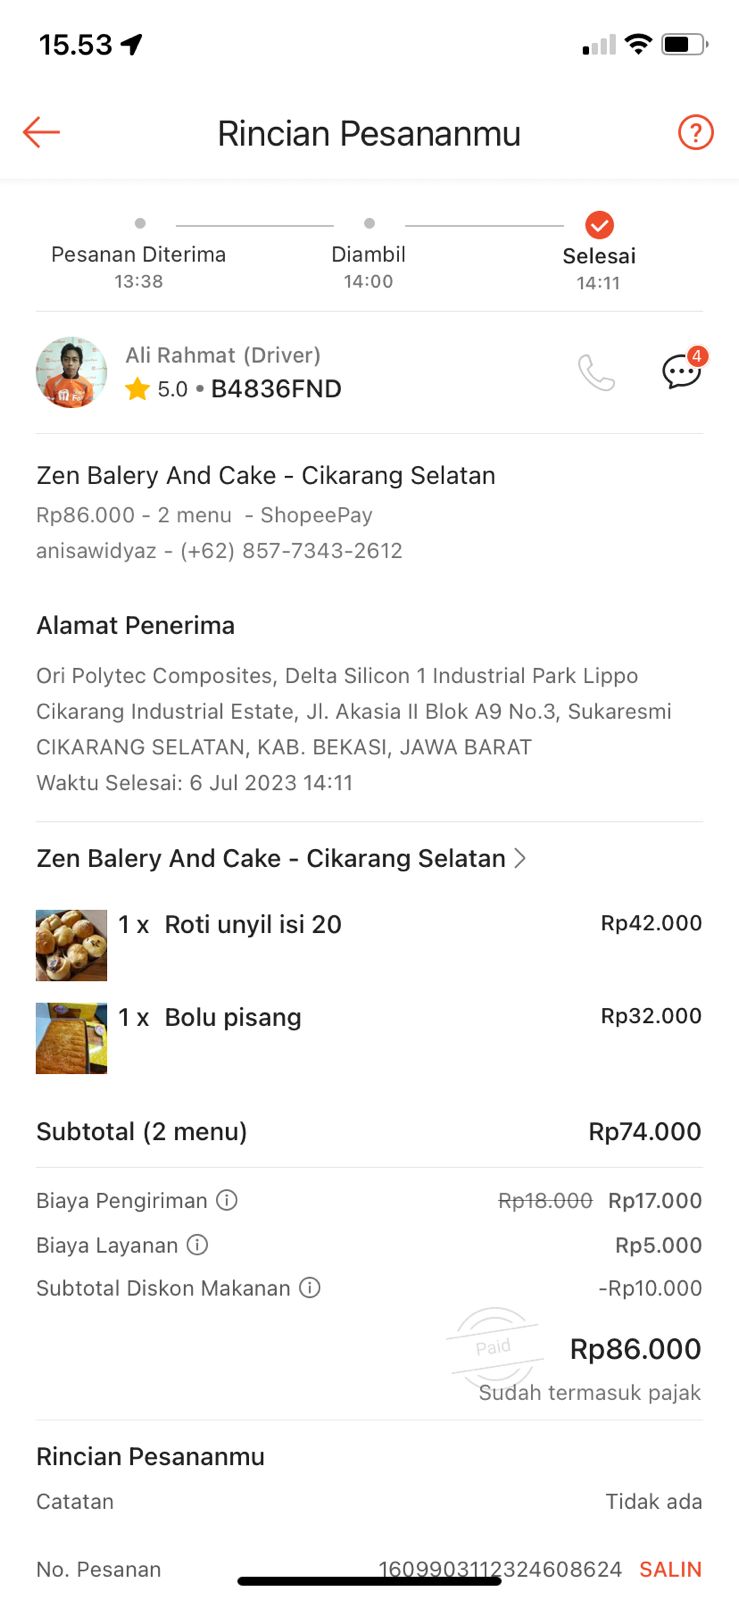 15.53
Rincian Pesananmu
?
Pesanan Diterima
13:38
Diambil
14:00
Selesai
14:11
Ali Rahmat (Driver)
5.0 • B4836FND
4
Zen Balery And Cake - Cikarang Selatan
Rp86.000 - 2 menu - ShopeePay
anisawidyaz - (+62) 857-7343-2612
Alamat Penerima
Ori Polytec Composites, Delta Silicon 1 Industrial Park Lippo
Cikarang Industrial Estate, Jl. Akasia II Blok A9 No.3, Sukaresmi
CIKARANG SELATAN, KAB. BEKASI, JAWA BARAT
Waktu Selesai: 6 Jul 2023 14:11
Zen Balery And Cake - Cikarang Selatan >
1 x Roti unyil isi 20 Rp42.000
1 x Bolu pisang Rp32.000
Subtotal (2 menu) Rp74.000
Biaya Pengiriman Rp18.000 Rp17.000
Biaya Layanan Rp5.000
Subtotal Diskon Makanan -Rp10.000
Paid
Rp86.000
Sudah termasuk pajak
Rincian Pesananmu
Catatan Tidak ada
No. Pesanan 1609903112324608624 SALIN